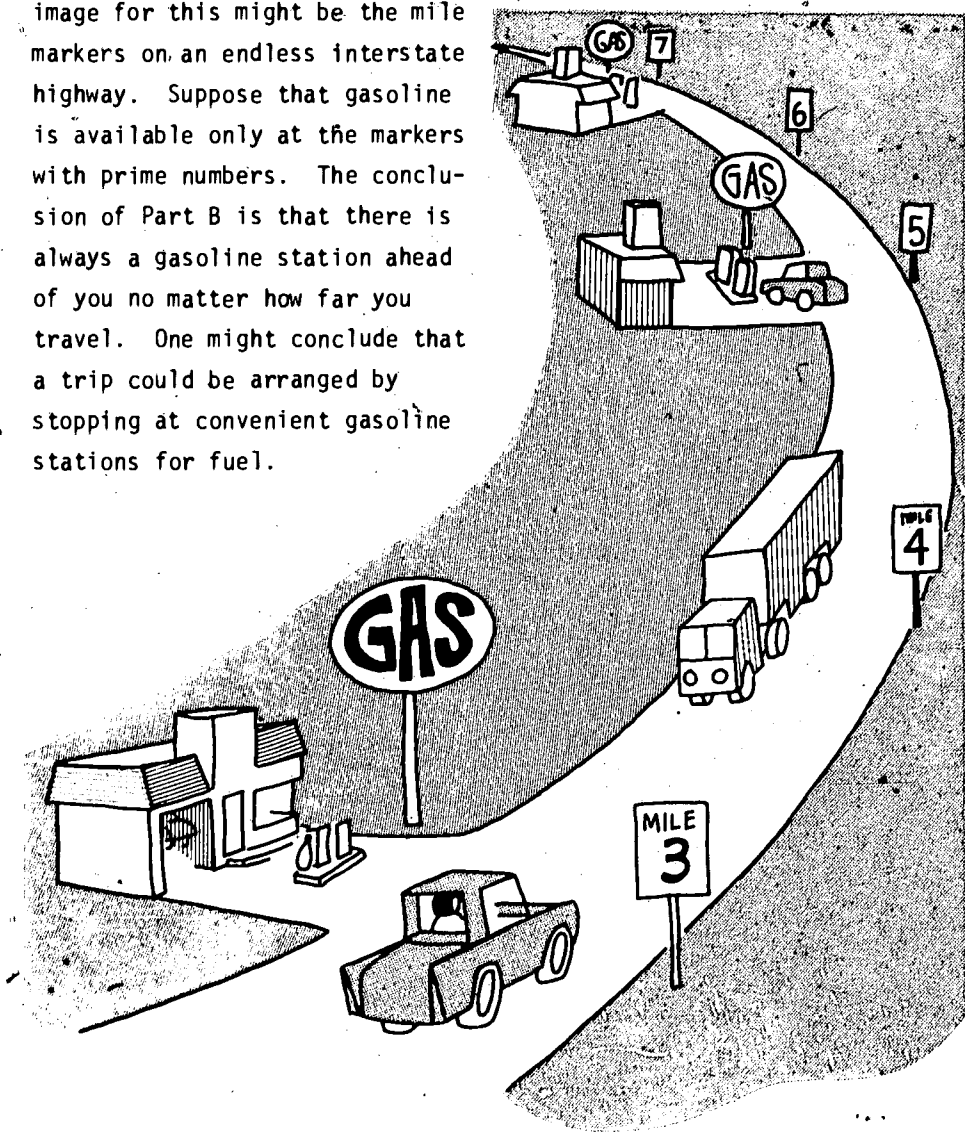 image for this might be the mile
markers on an endless interstate
highway. Suppose that gasoline
is available only at the markers
with prime numbers. The conclu-
sion of Part B is that there is
always a gasoline station ahead
of you no matter how far you
travel. One might conclude that
a trip could be arranged by
stopping at convenient gasoline
stations for fuel.
GAS
7
6
GAS
5
MILE
4
GAS
MILE
3